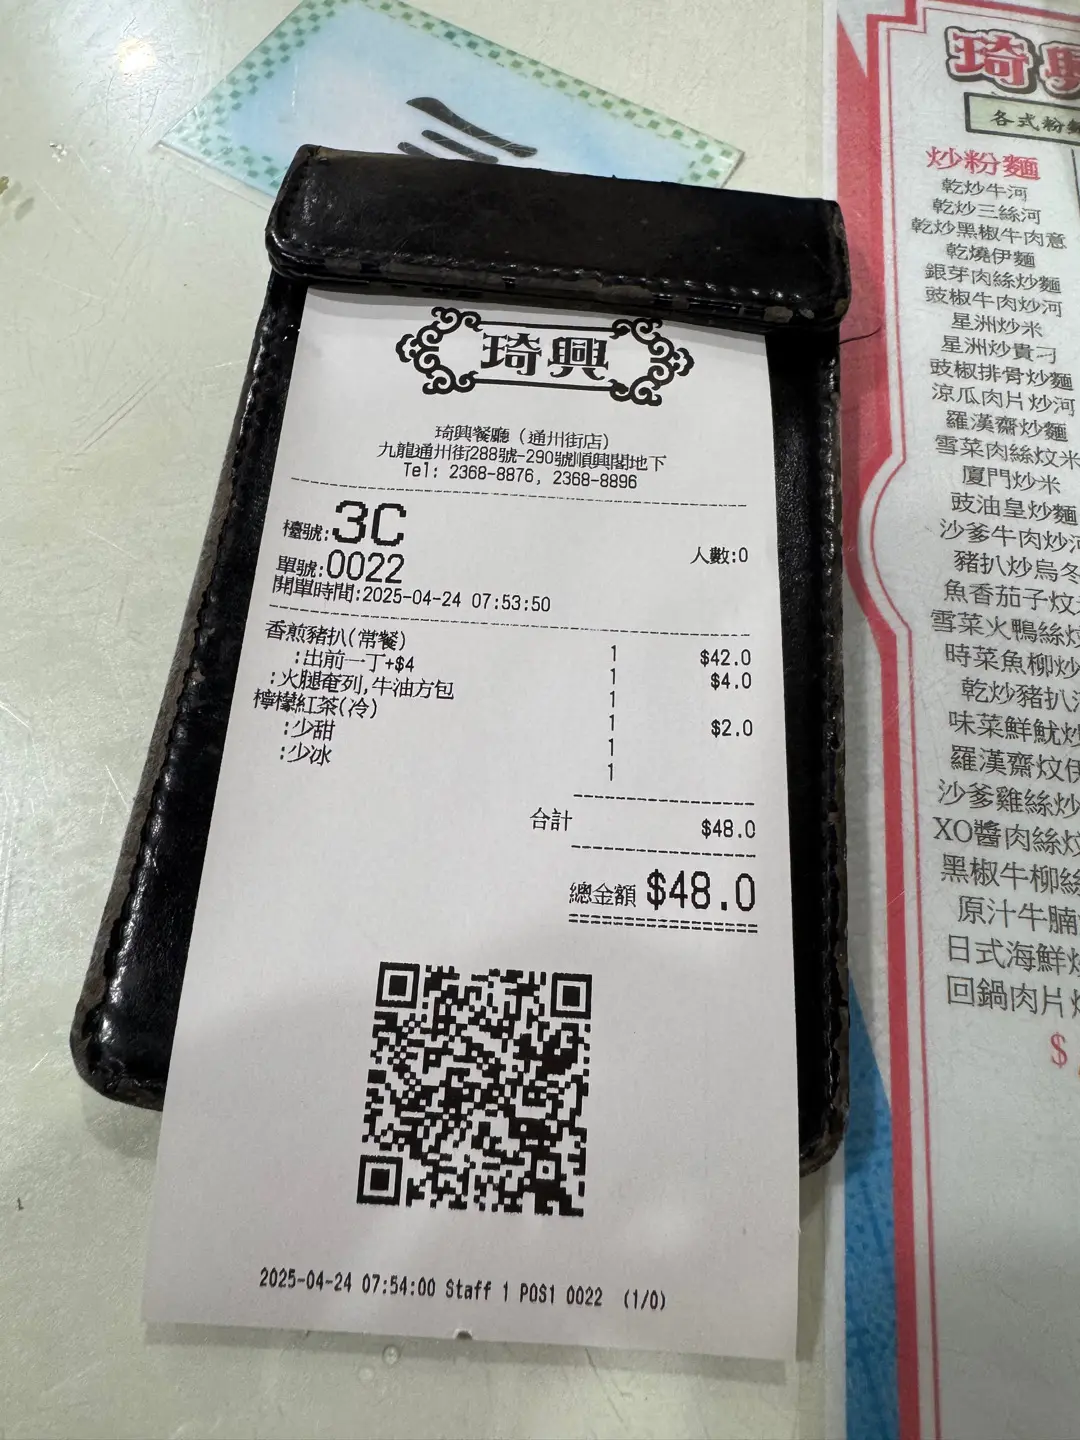 琦興
琦興餐廳（通州街店）
九龍通州街288號-290號順興閣地下
Tel: 2368-8876, 2368-8896
檯號:3C
人數:0
單號:0022
開單時間:2025-04-24 07:53:50
香煎豬扒(常餐) 1 $42.0
:出前一丁+$4 1 $4.0
:火腿奄列,牛油方包 1
檸檬紅茶(冷) 1 $2.0
:少甜 1
:少冰 1
合計 $48.0
總金額 $48.0
2025-04-24 07:54:00 Staff 1 POS1 0022 (1/0)
琦興
各式粉麵
炒粉麵
乾炒牛河
乾炒三絲河
乾炒黑椒牛肉意
乾燒伊麵
銀芽肉絲炒麵
豉椒牛肉炒河
星洲炒米
星洲炒貴刁
豉椒排骨炒麵
涼瓜肉片炒河
羅漢齋炒麵
雪菜肉絲炆米
廈門炒米
豉油皇炒麵
沙爹牛肉炒河
豬扒炒烏冬
魚香茄子炆
雪菜火鴨絲炆
時菜魚柳炒
乾炒豬扒
味菜鮮魷炒
羅漢齋炆伊
沙爹雞絲炒
XO醬肉絲炆
黑椒牛柳絲
原汁牛腩
日式海鮮炒
回鍋肉片炒
$